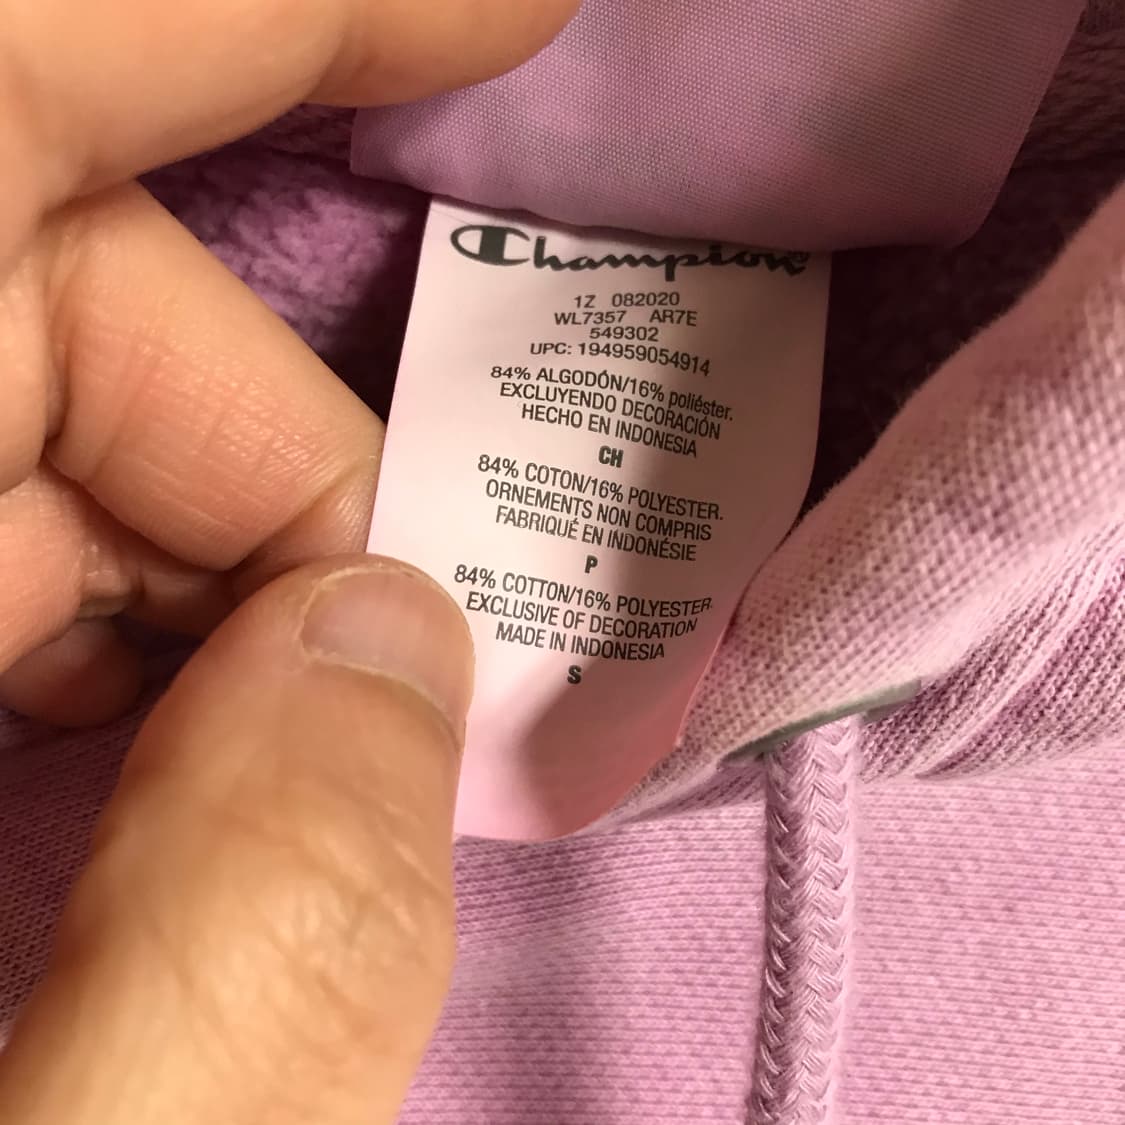 Champion®
1Z 082020
WL7357 AR7E
549302
UPC: 194959054914
84% ALGODÓN/16% poliéster.
EXCLUYENDO DECORACIÓN
HECHO EN INDONESIA
CH
84% COTON/16% POLYESTER.
ORNEMENTS NON COMPRIS
FABRIQUÉ EN INDONÉSIE
P
84% COTTON/16% POLYESTER.
EXCLUSIVE OF DECORATION
MADE IN INDONESIA
S